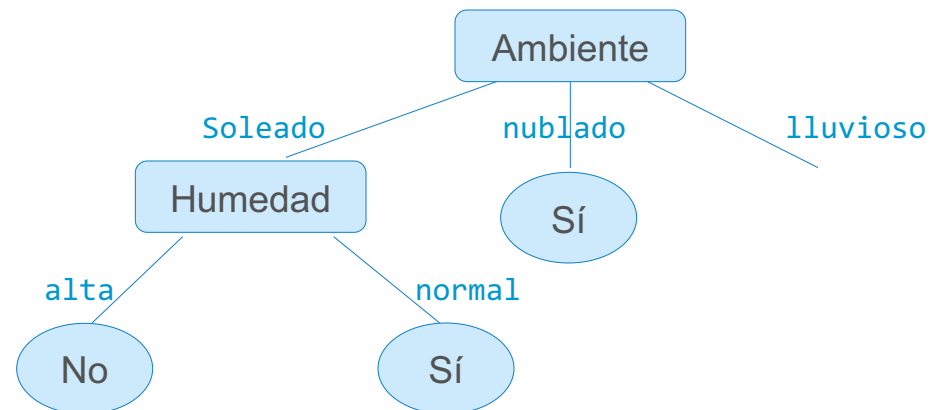 Ambiente
Soleado
nublado
lluvioso
Humedad
Sí
alta
normal
No
Sí